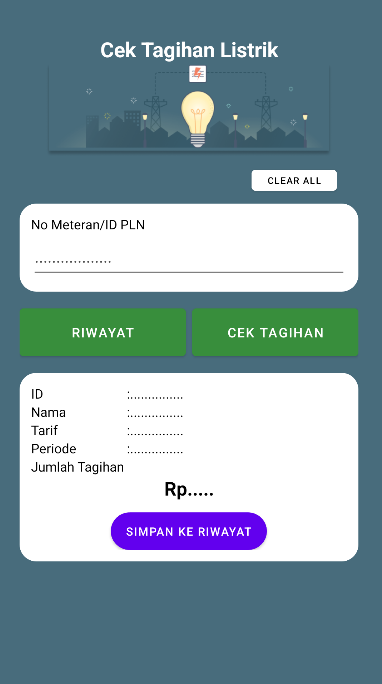 Cek Tagihan Listrik
CLEAR ALL
No Meteran/ID PLN
..................
RIWAYAT
CEK TAGIHAN
ID :...............
Nama :...............
Tarif :...............
Periode :...............
Jumlah Tagihan
Rp.....
SIMPAN KE RIWAYAT